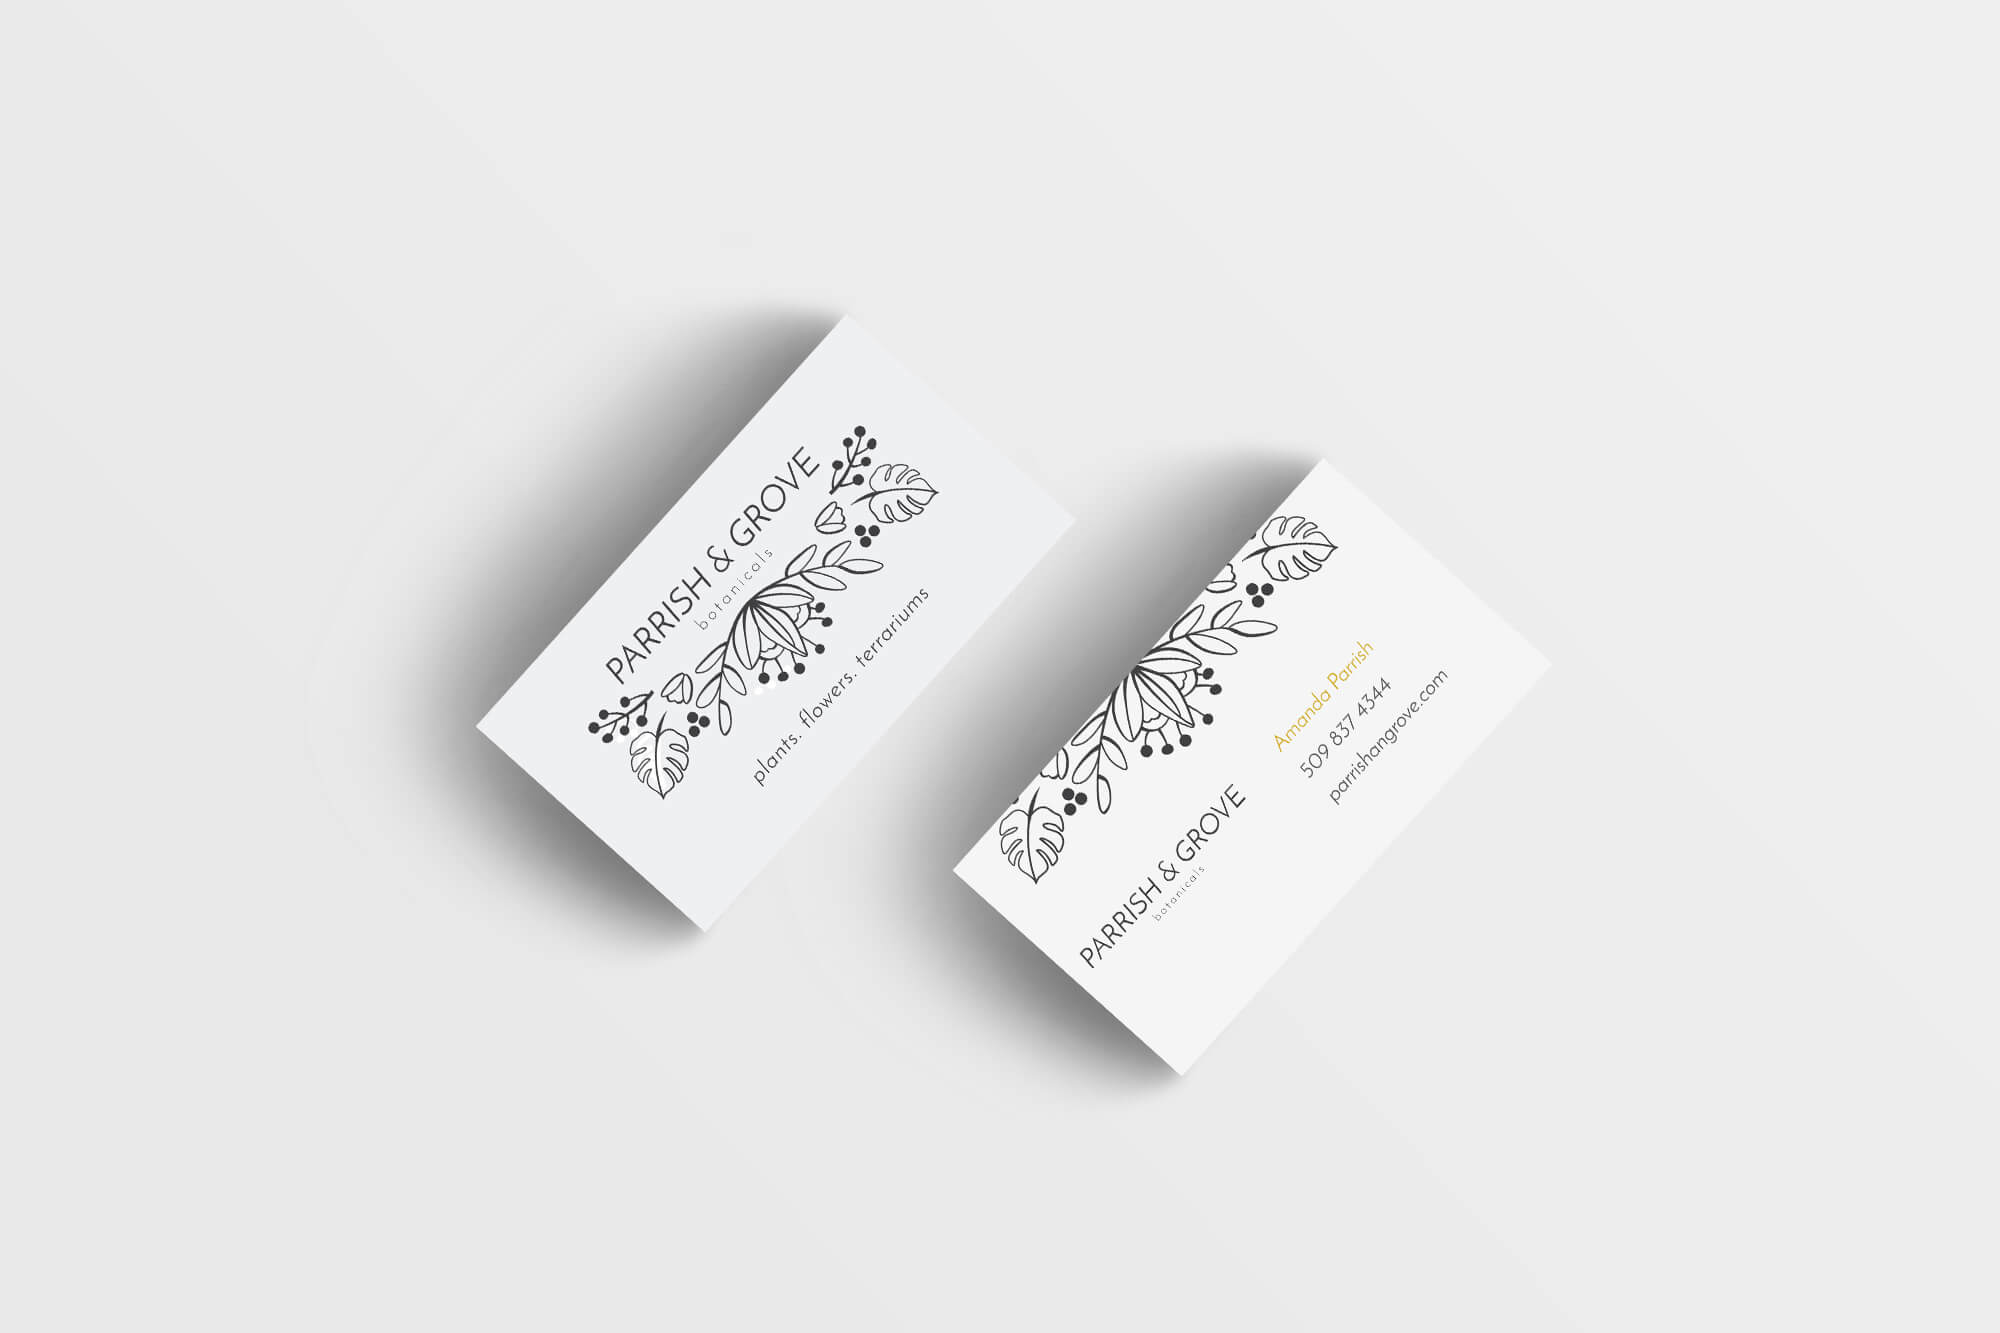 PARRISH & GROVE
botanicals
plants. flowers. terrariums
Amanda Parrish
509 837 4344
parrishangrove.com
PARRISH & GROVE
botanicals